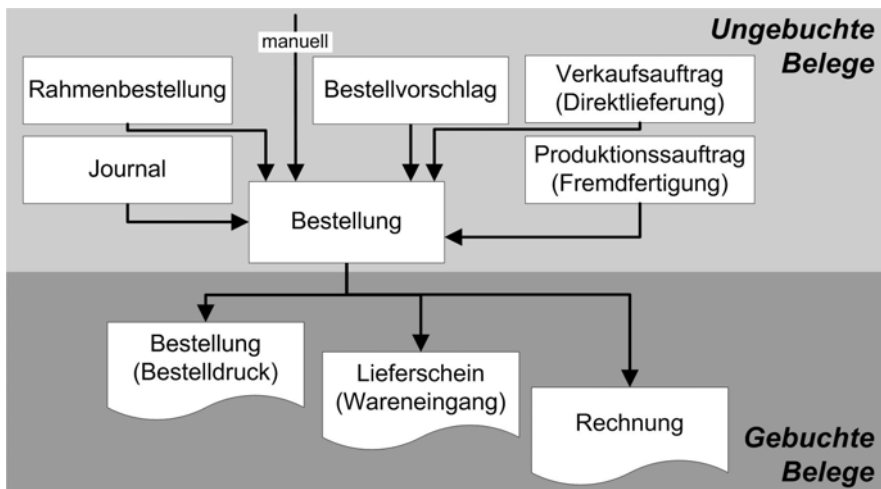 Ungebuchte
Belege
manuell
Rahmenbestellung
Bestellvorschlag
Verkaufsauftrag
(Direktlieferung)
Journal
Produktionssauftrag
(Fremdfertigung)
Bestellung
Bestellung
(Bestelldruck)
Lieferschein
(Wareneingang)
Rechnung
Gebuchte
Belege